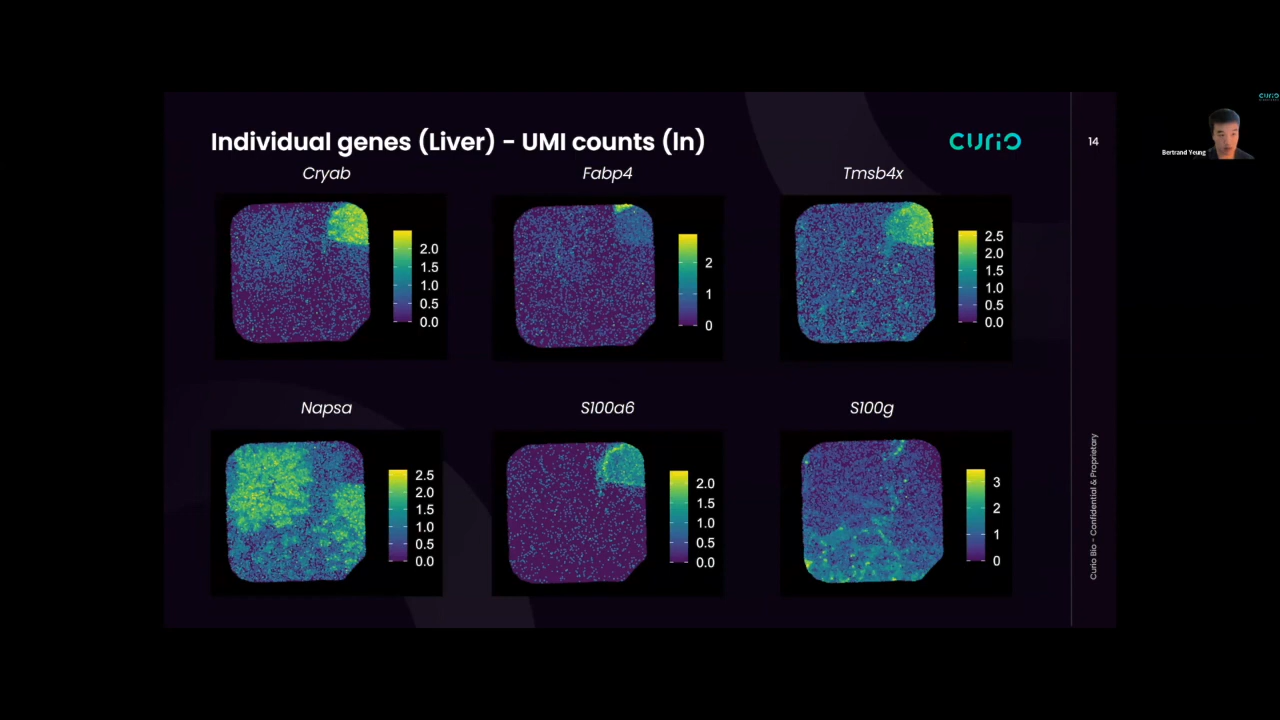 Individual genes (Liver) - UMI counts (ln)
CURIO
14
CURIO
Bertrand Yeung
Cryab
Fabp4
Tmsb4x
2.0
1.5
1.0
0.5
0.0
2
1
0
2.5
2.0
1.5
1.0
0.5
0.0
Napsa
S100a6
S100g
2.5
2.0
1.5
1.0
0.5
0.0
2.0
1.5
1.0
0.5
0.0
3
2
1
0
Curio Bio - Confidential & Proprietary